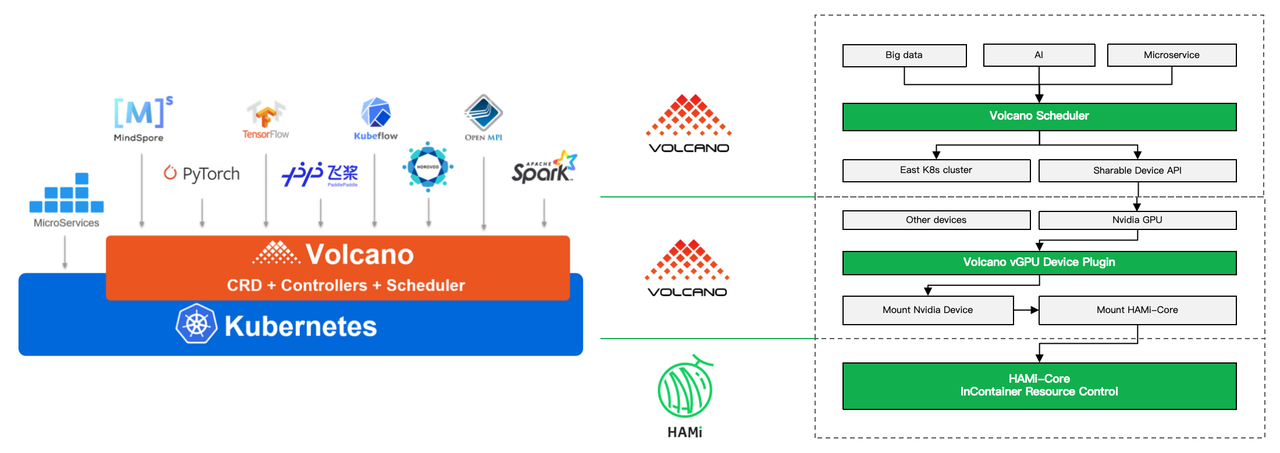 [M]s
MindSpore
TensorFlow
Kubeflow
OPEN MPI
PyTorch
飞桨
PaddlePaddle
HOROVOD
APACHE
Spark™
MicroServices
Volcano
CRD + Controllers + Scheduler
Kubernetes
VOLCANO
VOLCANO
HAMi
Big data
AI
Microservice
Volcano Scheduler
East K8s cluster
Sharable Device API
Other devices
Nvidia GPU
Volcano vGPU Device Plugin
Mount Nvidia Device
Mount HAMi-Core
HAMi-Core
InContainer Resource Control